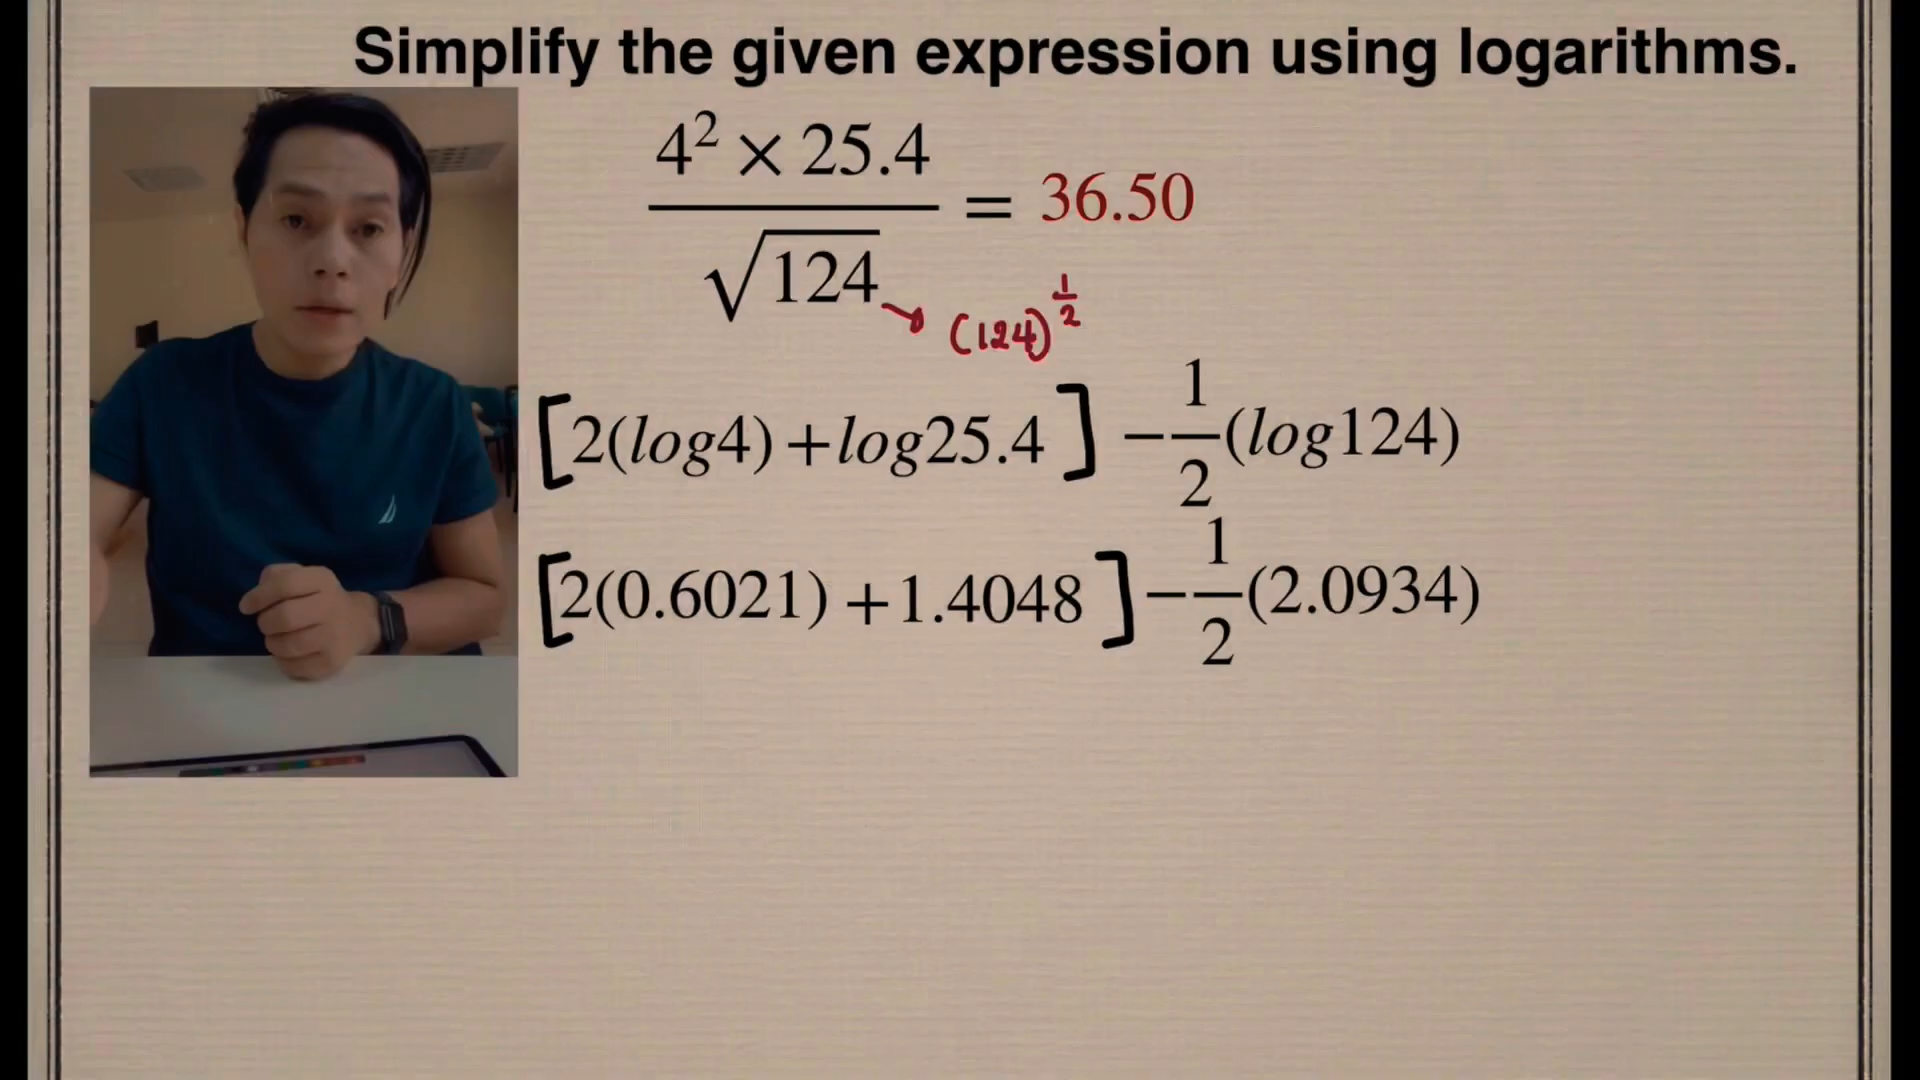 Simplify the given expression using logarithms.
4² × 25.4
= 36.50
√124
(124)^½
[2(log4) +log25.4] −1/2(log124)
[2(0.6021) +1.4048] −1/2(2.0934)